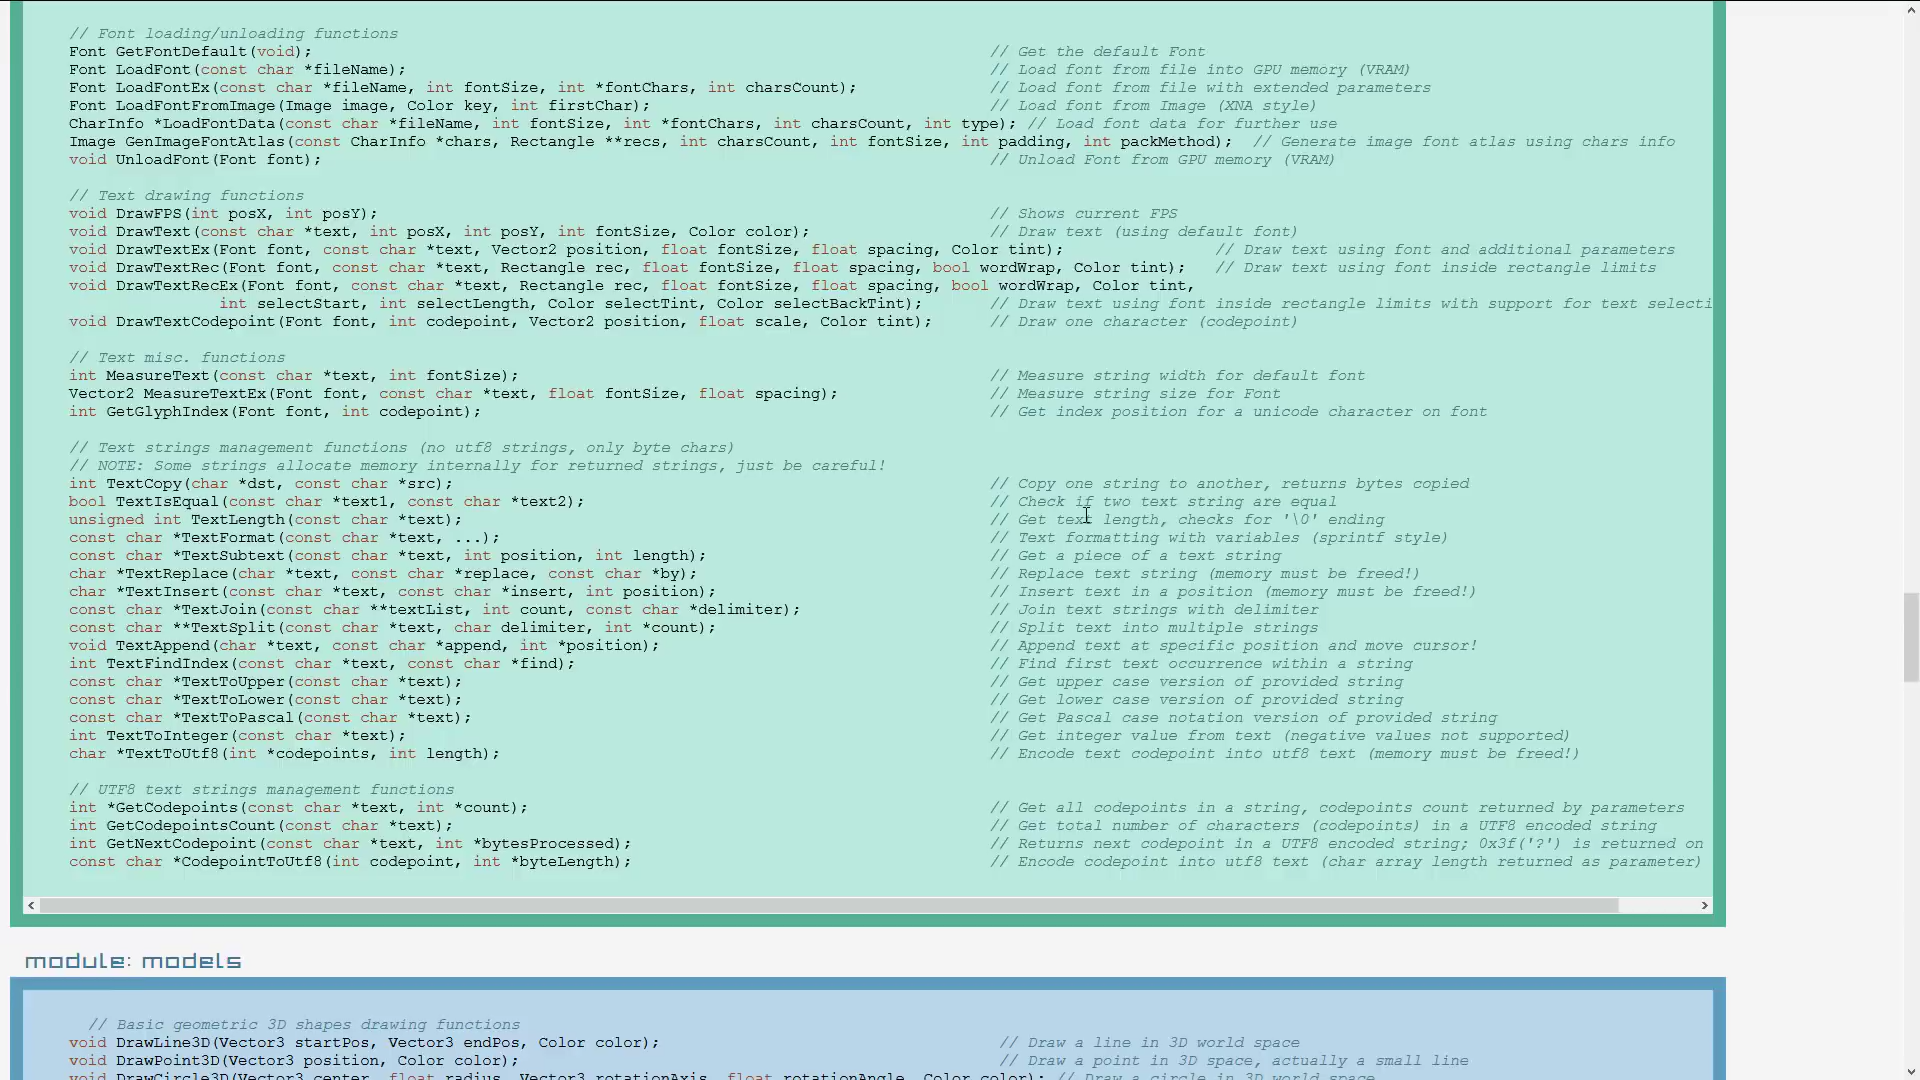 // Font loading/unloading functions
Font GetFontDefault(void); // Get the default Font
Font LoadFont(const char *fileName); // Load font from file into GPU memory (VRAM)
Font LoadFontEx(const char *fileName, int fontSize, int *fontChars, int charsCount); // Load font from file with extended parameters
Font LoadFontFromImage(Image image, Color key, int firstChar); // Load font from Image (XNA style)
CharInfo *LoadFontData(const char *fileName, int fontSize, int *fontChars, int charsCount, int type); // Load font data for further use
Image GenImageFontAtlas(const CharInfo *chars, Rectangle **recs, int charsCount, int fontSize, int padding, int packMethod); // Generate image font atlas using chars info
void UnloadFont(Font font); // Unload Font from GPU memory (VRAM)
// Text drawing functions
void DrawFPS(int posX, int posY); // Shows current FPS
void DrawText(const char *text, int posX, int posY, int fontSize, Color color); // Draw text (using default font)
void DrawTextEx(Font font, const char *text, Vector2 position, float fontSize, float spacing, Color tint); // Draw text using font and additional parameters
void DrawTextRec(Font font, const char *text, Rectangle rec, float fontSize, float spacing, bool wordWrap, Color tint); // Draw text using font inside rectangle limits
void DrawTextRecEx(Font font, const char *text, Rectangle rec, float fontSize, float spacing, bool wordWrap, Color tint,
int selectStart, int selectLength, Color selectTint, Color selectBackTint); // Draw text using font inside rectangle limits with support for text selecti
void DrawTextCodepoint(Font font, int codepoint, Vector2 position, float scale, Color tint); // Draw one character (codepoint)
// Text misc. functions
int MeasureText(const char *text, int fontSize); // Measure string width for default font
Vector2 MeasureTextEx(Font font, const char *text, float fontSize, float spacing); // Measure string size for Font
int GetGlyphIndex(Font font, int codepoint); // Get index position for a unicode character on font
// Text strings management functions (no utf8 strings, only byte chars)
// NOTE: Some strings allocate memory internally for returned strings, just be careful!
int TextCopy(char *dst, const char *src); // Copy one string to another, returns bytes copied
bool TextIsEqual(const char *text1, const char *text2); // Check if two text string are equal
unsigned int TextLength(const char *text); // Get text length, checks for '\0' ending
const char *TextFormat(const char *text, ...); // Text formatting with variables (sprintf style)
const char *TextSubtext(const char *text, int position, int length); // Get a piece of a text string
char *TextReplace(char *text, const char *replace, const char *by); // Replace text string (memory must be freed!)
char *TextInsert(const char *text, const char *insert, int position); // Insert text in a position (memory must be freed!)
const char *TextJoin(const char **textList, int count, const char *delimiter); // Join text strings with delimiter
const char **TextSplit(const char *text, char delimiter, int *count); // Split text into multiple strings
void TextAppend(char *text, const char *append, int *position); // Append text at specific position and move cursor!
int TextFindIndex(const char *text, const char *find); // Find first text occurrence within a string
const char *TextToUpper(const char *text); // Get upper case version of provided string
const char *TextToLower(const char *text); // Get lower case version of provided string
const char *TextToPascal(const char *text); // Get Pascal case notation version of provided string
int TextToInteger(const char *text); // Get integer value from text (negative values not supported)
char *TextToUtf8(int *codepoints, int length); // Encode text codepoint into utf8 text (memory must be freed!)
// UTF8 text strings management functions
int *GetCodepoints(const char *text, int *count); // Get all codepoints in a string, codepoints count returned by parameters
int GetCodepointsCount(const char *text); // Get total number of characters (codepoints) in a UTF8 encoded string
int GetNextCodepoint(const char *text, int *bytesProcessed); // Returns next codepoint in a UTF8 encoded string; 0x3f('?') is returned on
const char *CodepointToUtf8(int codepoint, int *byteLength); // Encode codepoint into utf8 text (char array length returned as parameter)
module: models
// Basic geometric 3D shapes drawing functions
void DrawLine3D(Vector3 startPos, Vector3 endPos, Color color); // Draw a line in 3D world space
void DrawPoint3D(Vector3 position, Color color); // Draw a point in 3D space, actually a small line
void DrawCircle3D(Vector3 center, float radius, Vector3 rotationAxis, float rotationAngle, Color color); // Draw a circle in 3D world space